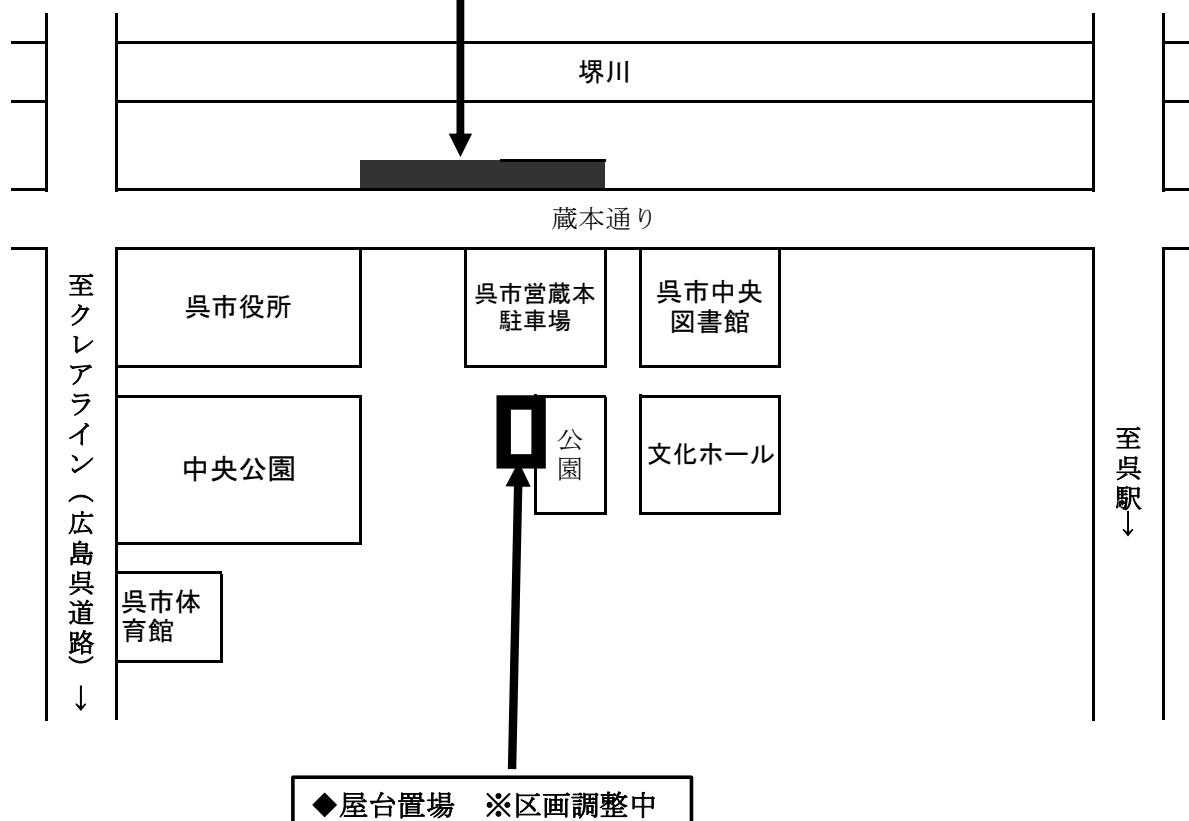 堺川
蔵本通り
至クレアライン（広島呉道路）↓
呉市役所
呉市営蔵本
駐車場
呉市中央
図書館
中央公園
公園
文化ホール
至呉駅↓
呉市体
育館
◆屋台置場　※区画調整中